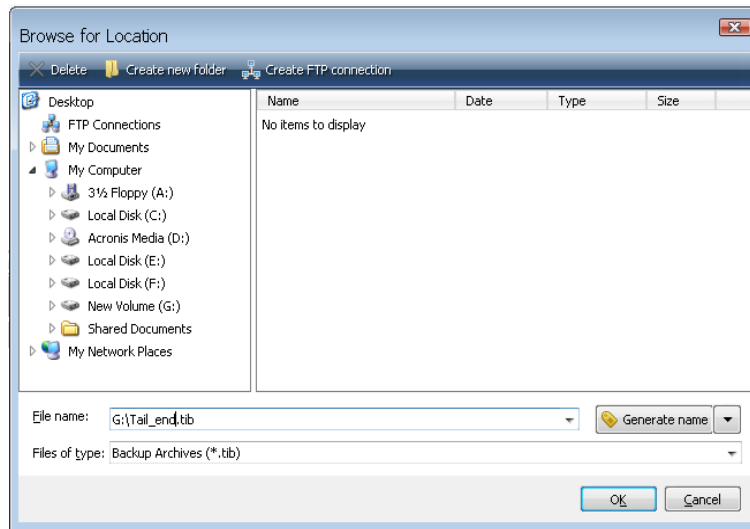 Browse for Location
Delete Create new folder Create FTP connection
Desktop
FTP Connections
My Documents
My Computer
3½ Floppy (A:)
Local Disk (C:)
Acronis Media (D:)
Local Disk (E:)
Local Disk (F:)
New Volume (G:)
Shared Documents
My Network Places
Name Date Type Size
No items to display
File name: G:\Tail_end.tib Generate name
Files of type: Backup Archives (*.tib)
OK Cancel